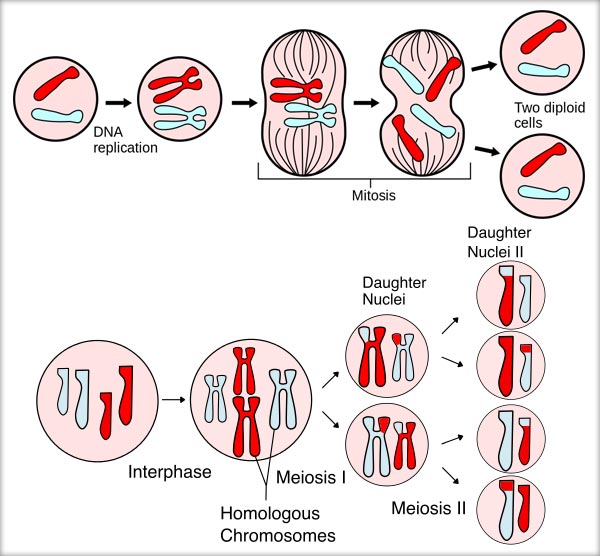 DNA
replication
Mitosis
Two diploid
cells
Daughter
Nuclei II
Daughter
Nuclei
Interphase
Meiosis I
Homologous
Chromosomes
Meiosis II